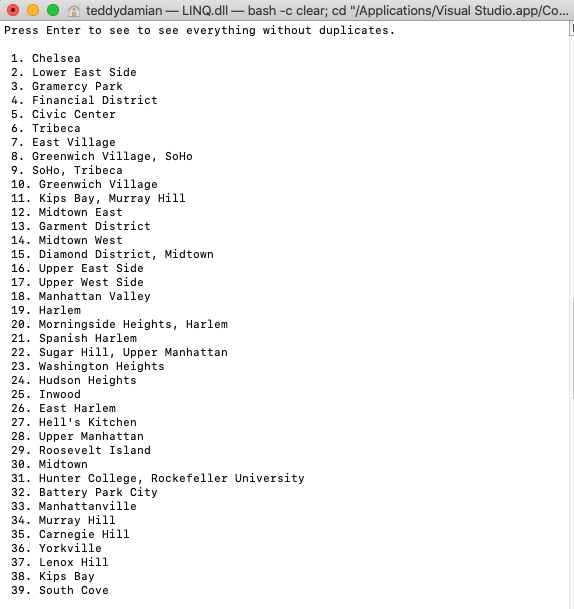 teddydamian — LINQ.dll — bash -c clear; cd "/Applications/Visual Studio.app/Co...
Press Enter to see to see everything without duplicates.
1. Chelsea
2. Lower East Side
3. Gramercy Park
4. Financial District
5. Civic Center
6. Tribeca
7. East Village
8. Greenwich Village, SoHo
9. SoHo, Tribeca
10. Greenwich Village
11. Kips Bay, Murray Hill
12. Midtown East
13. Garment District
14. Midtown West
15. Diamond District, Midtown
16. Upper East Side
17. Upper West Side
18. Manhattan Valley
19. Harlem
20. Morningside Heights, Harlem
21. Spanish Harlem
22. Sugar Hill, Upper Manhattan
23. Washington Heights
24. Hudson Heights
25. Inwood
26. East Harlem
27. Hell's Kitchen
28. Upper Manhattan
29. Roosevelt Island
30. Midtown
31. Hunter College, Rockefeller University
32. Battery Park City
33. Manhattanville
34. Murray Hill
35. Carnegie Hill
36. Yorkville
37. Lenox Hill
38. Kips Bay
39. South Cove